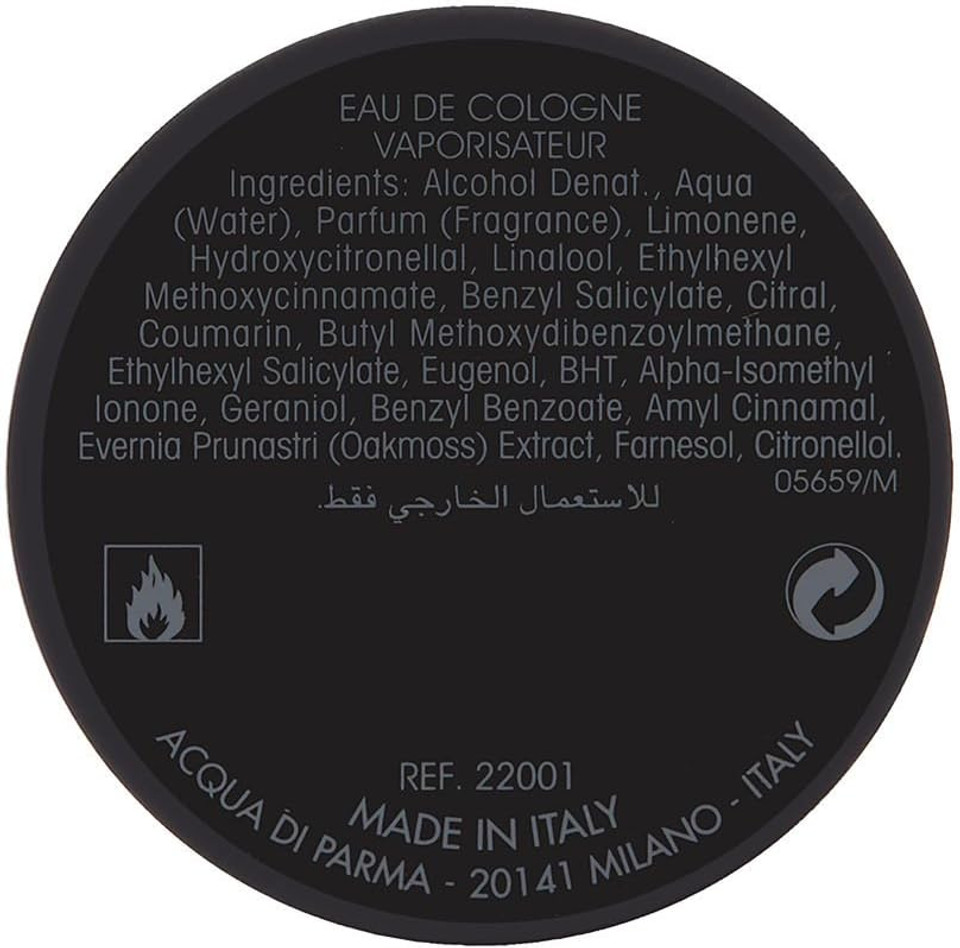 EAU DE COLOGNE
VAPORISATEUR
Ingredients: Alcohol Denat., Aqua
(Water), Parfum (Fragrance), Limonene,
Hydroxycitronellal, Linalool, Ethylhexyl
Methoxycinnamate, Benzyl Salicylate, Citral,
Coumarin, Butyl Methoxydibenzoylmethane,
Ethylhexyl Salicylate, Eugenol, BHT, Alpha-Isomethyl
Ionone, Geraniol, Benzyl Benzoate, Amyl Cinnamal,
Evernia Prunastri (Oakmoss) Extract, Farnesol, Citronellol.
05659/M
للاستعمال الخارجي فقط.
REF. 22001
MADE IN ITALY
ACQUA DI PARMA - 20141 MILANO - ITALY